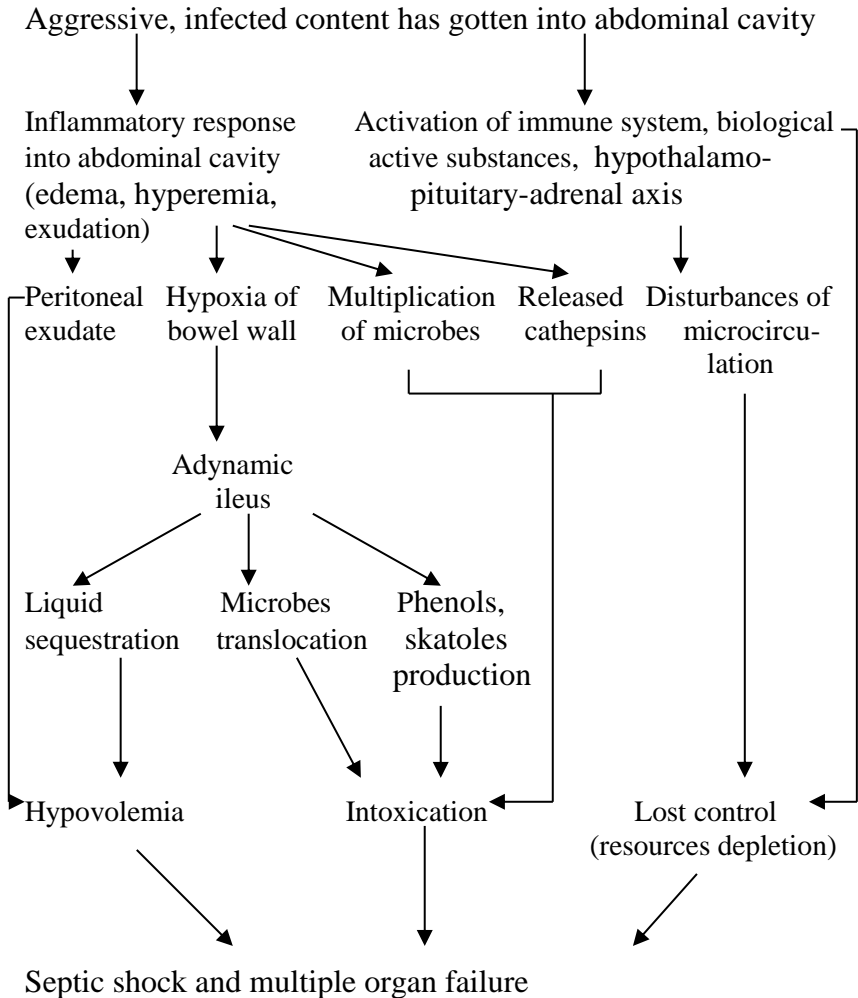 Aggressive, infected content has gotten into abdominal cavity
Inflammatory response
into abdominal cavity
(edema, hyperemia,
exudation)
Activation of immune system, biological
active substances, hypothalamo-
pituitary-adrenal axis
Peritoneal
exudate
Hypoxia of
bowel wall
Multiplication
of microbes
Released
cathepsins
Disturbances of
microcircu-
lation
Adynamic
ileus
Liquid
sequestration
Microbes
translocation
Phenols,
skatoles
production
Hypovolemia
Intoxication
Lost control
(resources depletion)
Septic shock and multiple organ failure